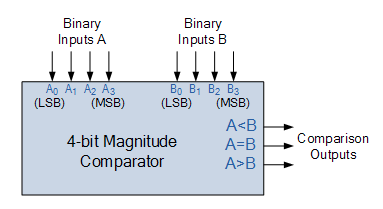 Binary Inputs A
Binary Inputs B
A₀ A₁ A₂ A₃
B₀ B₁ B₂ B₃
(LSB) (MSB)
(LSB) (MSB)
4-bit Magnitude
Comparator
A<B
A=B
A>B
Comparison
Outputs